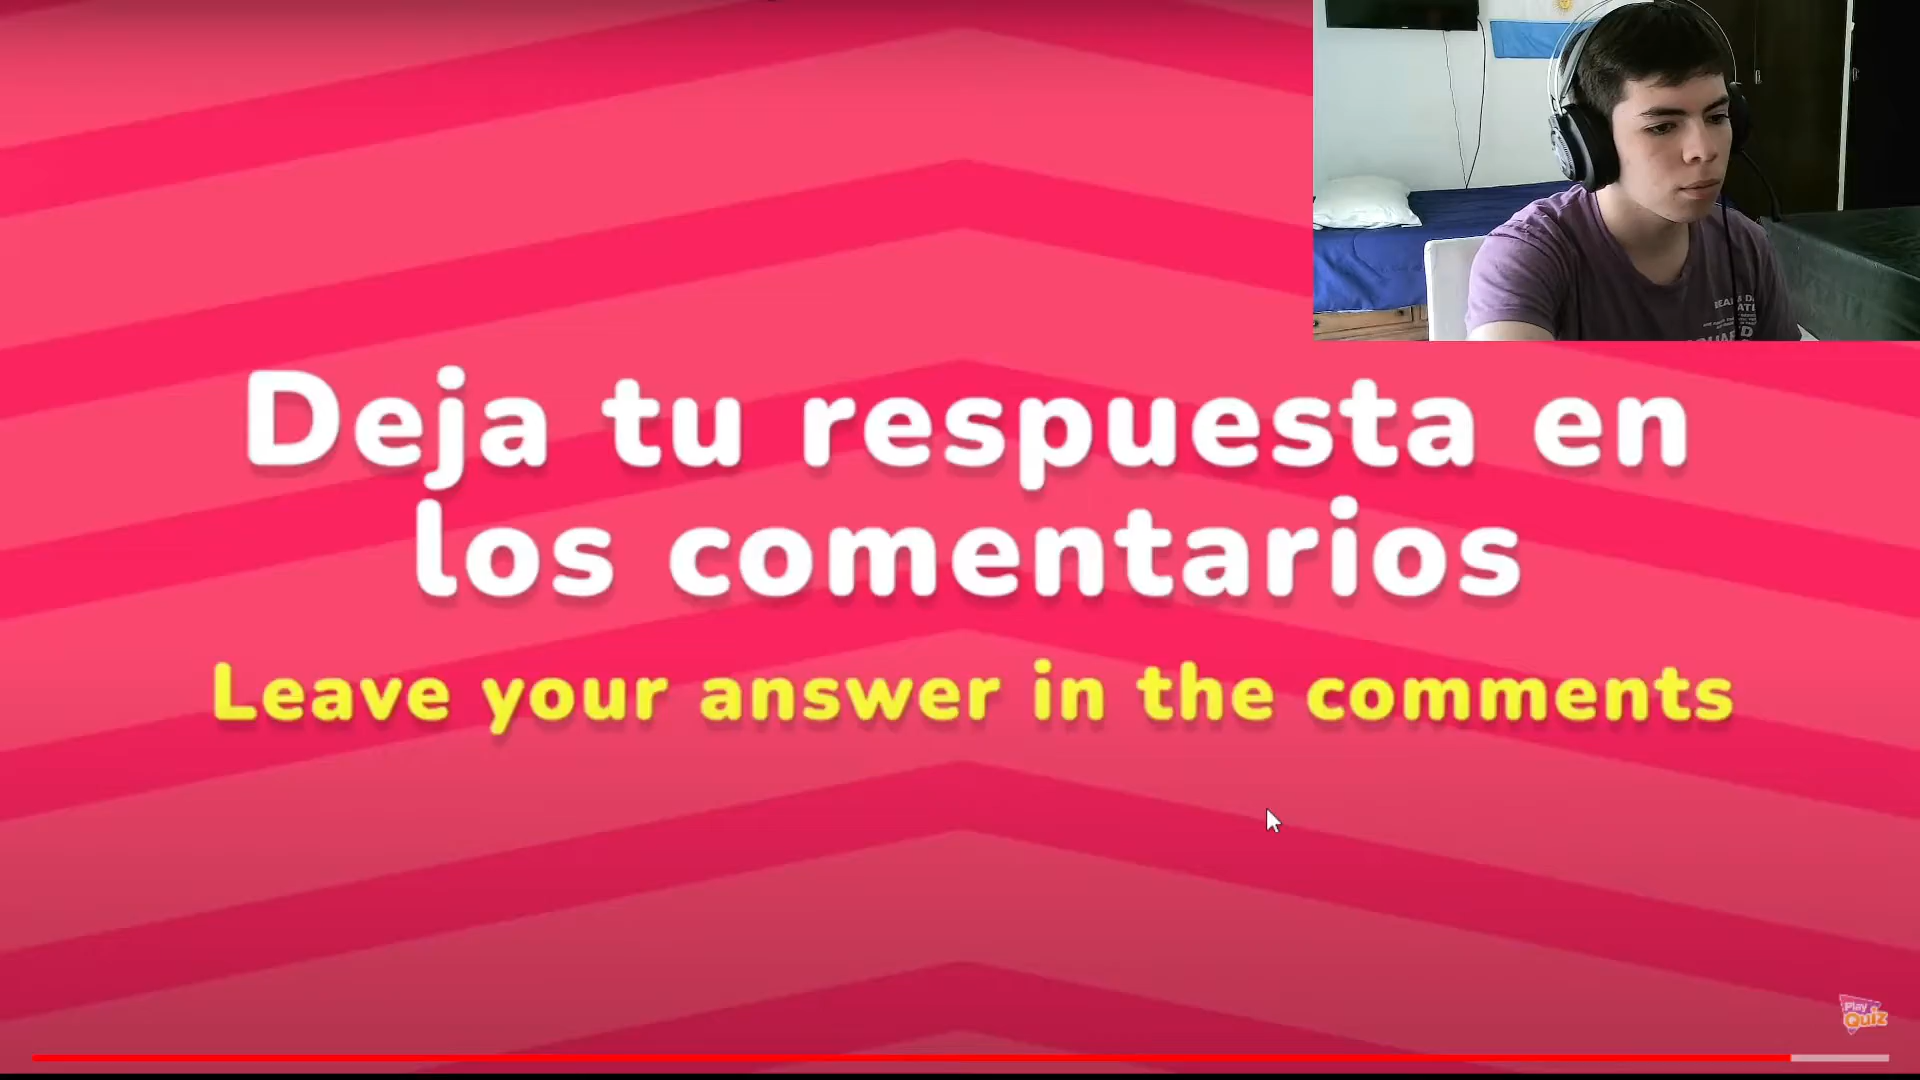 Deja tu respuesta en
los comentarios
Leave your answer in the comments
Play
Quiz